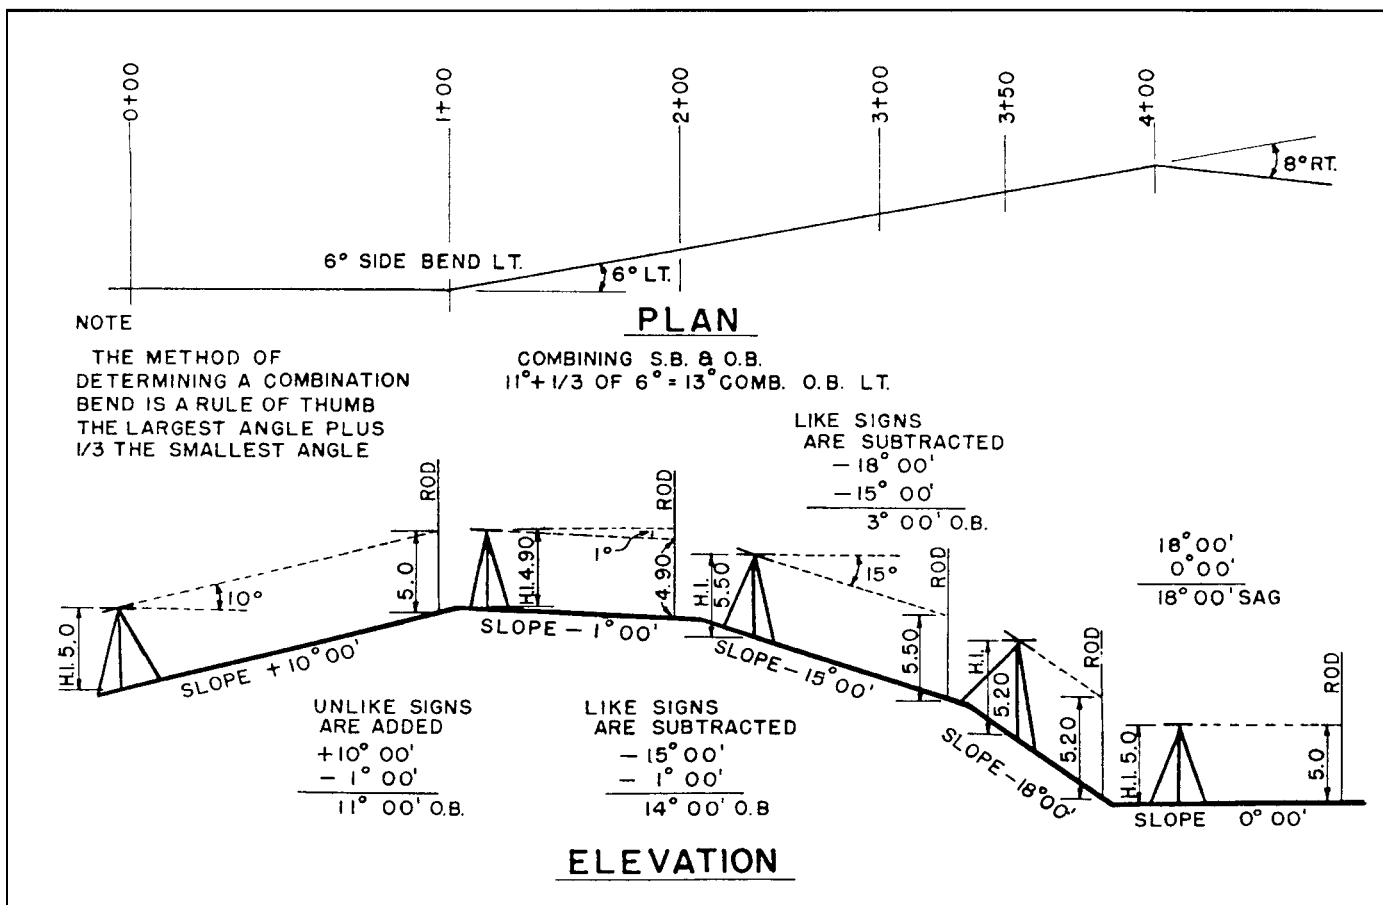 0+00
1+00
2+00
3+00
3+50
4+00
8° RT.
6° SIDE BEND LT.
6° LT.
PLAN
NOTE
THE METHOD OF
DETERMINING A COMBINATION
BEND IS A RULE OF THUMB
THE LARGEST ANGLE PLUS
1/3 THE SMALLEST ANGLE
COMBINING S.B. & O.B.
11°+1/3 OF 6°=13° COMB. O.B. LT.
LIKE SIGNS
ARE SUBTRACTED
-18° 00'
-15° 00'
3° 00' O.B.
18° 00'
0° 00'
18° 00' SAG
ROD
ROD
ROD
ROD
ROD
H.I. 5.0
10°
5.0
H.I. 4.90
1°
4.90
H.I.
5.50
15°
5.50
H.I.
5.20
5.20
H.I. 5.0
5.0
SLOPE +10° 00'
SLOPE -1° 00'
SLOPE -15° 00'
SLOPE -18° 00'
SLOPE 0° 00'
UNLIKE SIGNS
ARE ADDED
+10° 00'
-1° 00'
11° 00' O.B.
LIKE SIGNS
ARE SUBTRACTED
-15° 00'
-1° 00'
14° 00' O.B
ELEVATION